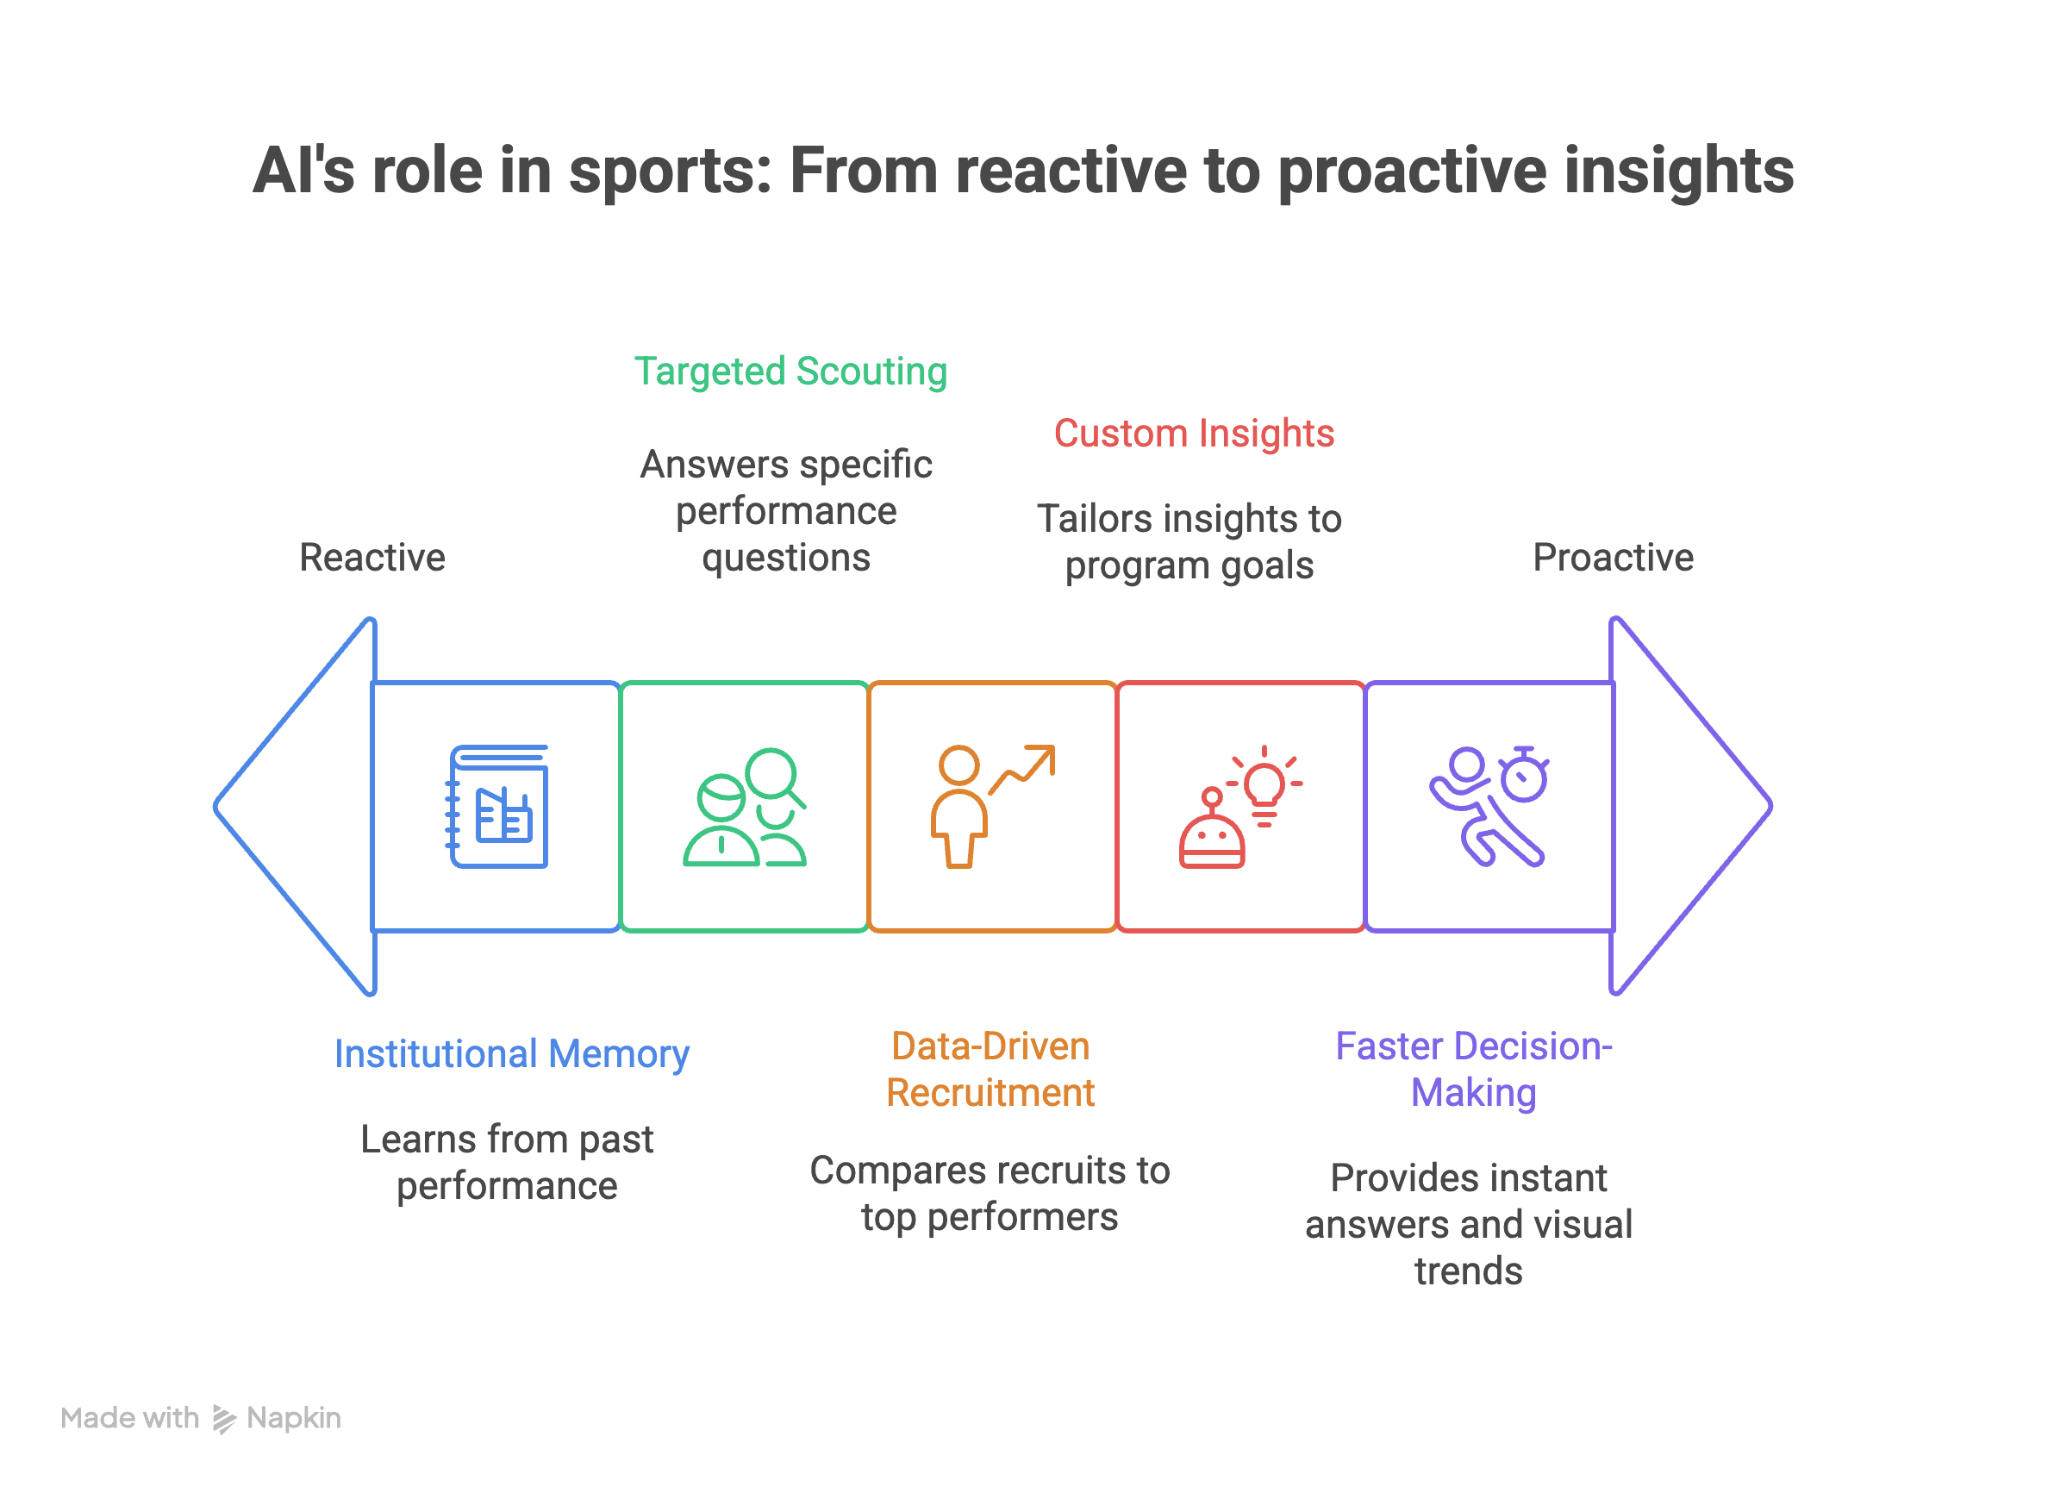 AI's role in sports: From reactive to proactive insights
Targeted Scouting
Answers specific
performance
questions
Custom Insights
Tailors insights to
program goals
Reactive
Proactive
Institutional Memory
Learns from past
performance
Data-Driven
Recruitment
Compares recruits to
top performers
Faster Decision-
Making
Provides instant
answers and visual
trends
Made with Napkin